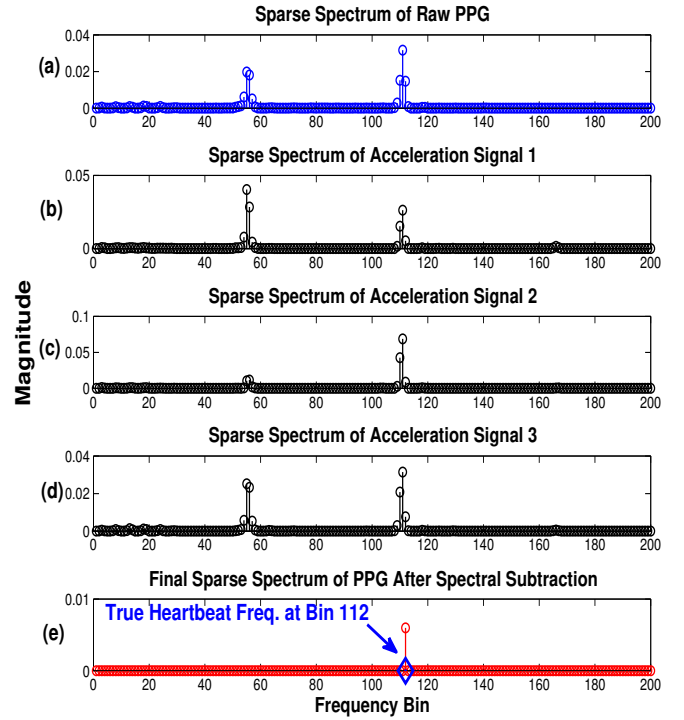 Sparse Spectrum of Raw PPG
(a)
0.04
0.02
0
0 20 40 60 80 100 120 140 160 180 200
Sparse Spectrum of Acceleration Signal 1
(b)
0.05
0
0 20 40 60 80 100 120 140 160 180 200
Sparse Spectrum of Acceleration Signal 2
(c)
0.1
0.05
0
0 20 40 60 80 100 120 140 160 180 200
Magnitude
Sparse Spectrum of Acceleration Signal 3
(d)
0.04
0.02
0
0 20 40 60 80 100 120 140 160 180 200
Final Sparse Spectrum of PPG After Spectral Subtraction
(e)
0.01
True Heartbeat Freq. at Bin 112
0
0 20 40 60 80 100 120 140 160 180 200
Frequency Bin